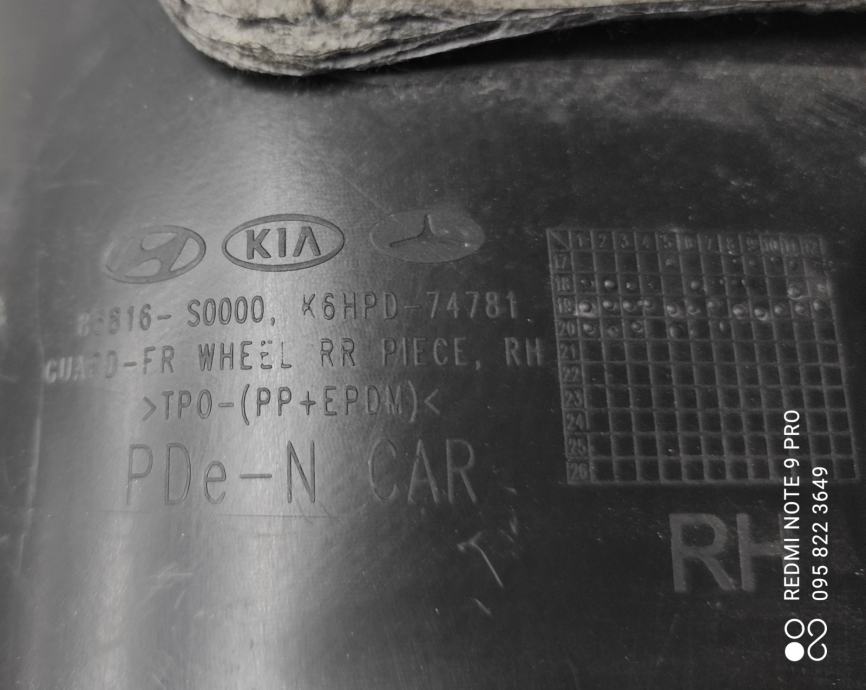 KIA
86816- S0000, K6HPD-74781
GUARD-FR WHEEL RR PIECE, RH
>TPO-(PP+EPDM)<
PDe-N CAR
1 2 3 4 5 6 7 8 9 10 11 12
17
18
19
20
21
22
23
24
25
26
RH
REDMI NOTE 9 PRO
095 822 3649